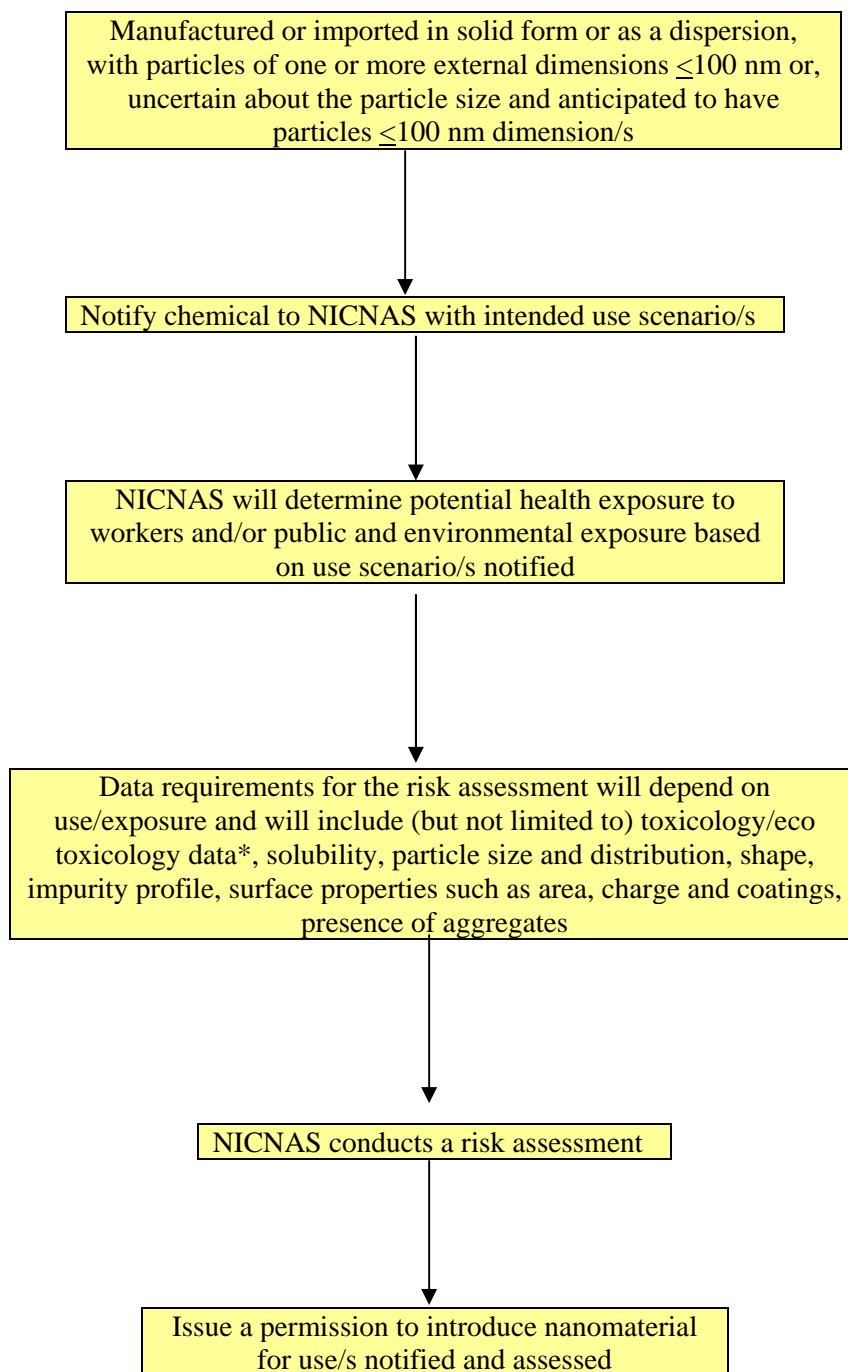 Manufactured or imported in solid form or as a dispersion,
with particles of one or more external dimensions ≤100 nm or,
uncertain about the particle size and anticipated to have
particles ≤100 nm dimension/s
Notify chemical to NICNAS with intended use scenario/s
NICNAS will determine potential health exposure to
workers and/or public and environmental exposure based
on use scenario/s notified
Data requirements for the risk assessment will depend on
use/exposure and will include (but not limited to) toxicology/eco
toxicology data*, solubility, particle size and distribution, shape,
impurity profile, surface properties such as area, charge and coatings,
presence of aggregates
NICNAS conducts a risk assessment
Issue a permission to introduce nanomaterial
for use/s notified and assessed